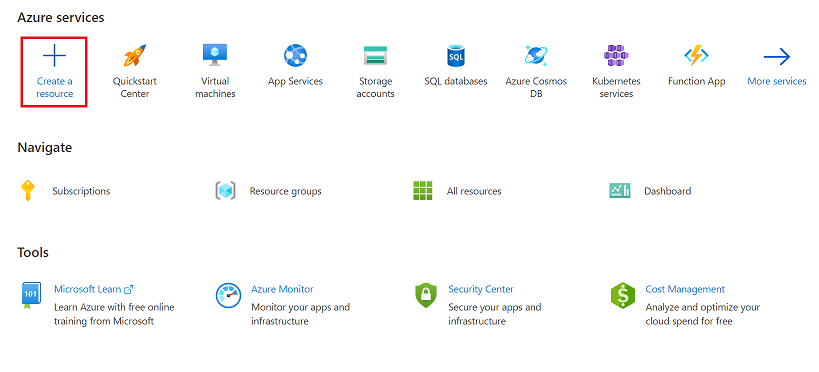 Azure services
Create a
resource
Quickstart
Center
Virtual
machines
App Services
Storage
accounts
SQL
SQL databases
Azure Cosmos
DB
Kubernetes
services
Function App
More services
Navigate
Subscriptions
Resource groups
All resources
Dashboard
Tools
101
Microsoft Learn
Learn Azure with free online
training from Microsoft
Azure Monitor
Monitor your apps and
infrastructure
Security Center
Secure your apps and
infrastructure
$
Cost Management
Analyze and optimize your
cloud spend for free